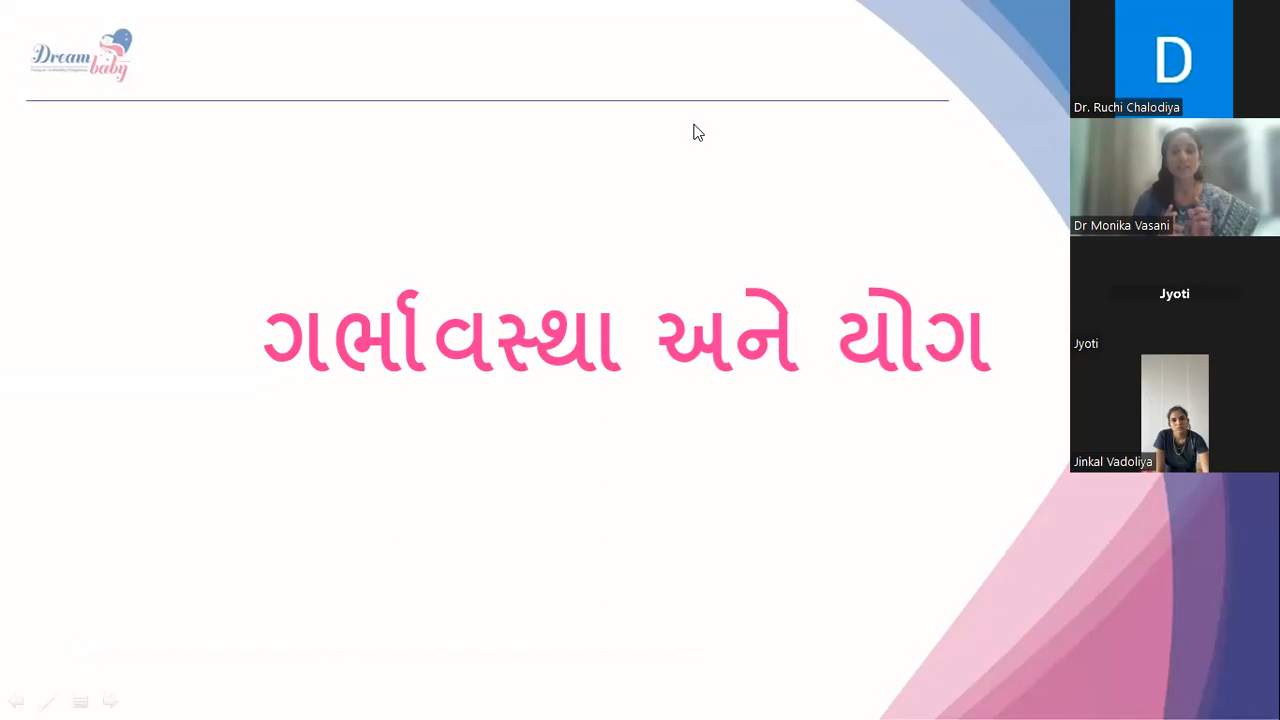 Dream
baby
ગર્ભાવસ્થા અને યોગ
D
Dr. Ruchi Chalodiya
Dr Monika Vasani
Jyoti
Jyoti
Jinkal Vadoliya